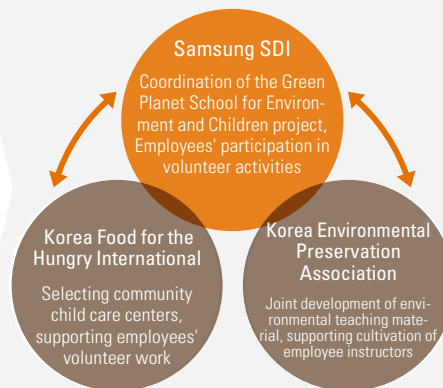 Samsung SDI
Coordination of the Green
Planet School for Environ-
ment and Children project,
Employees' participation in
volunteer activities
Korea Food for the
Hungry International
Selecting community
child care centers,
supporting employees'
volunteer work
Korea Environmental
Preservation
Association
Joint development of envi-
ronmental teaching mate-
rial, supporting cultivation of
employee instructors